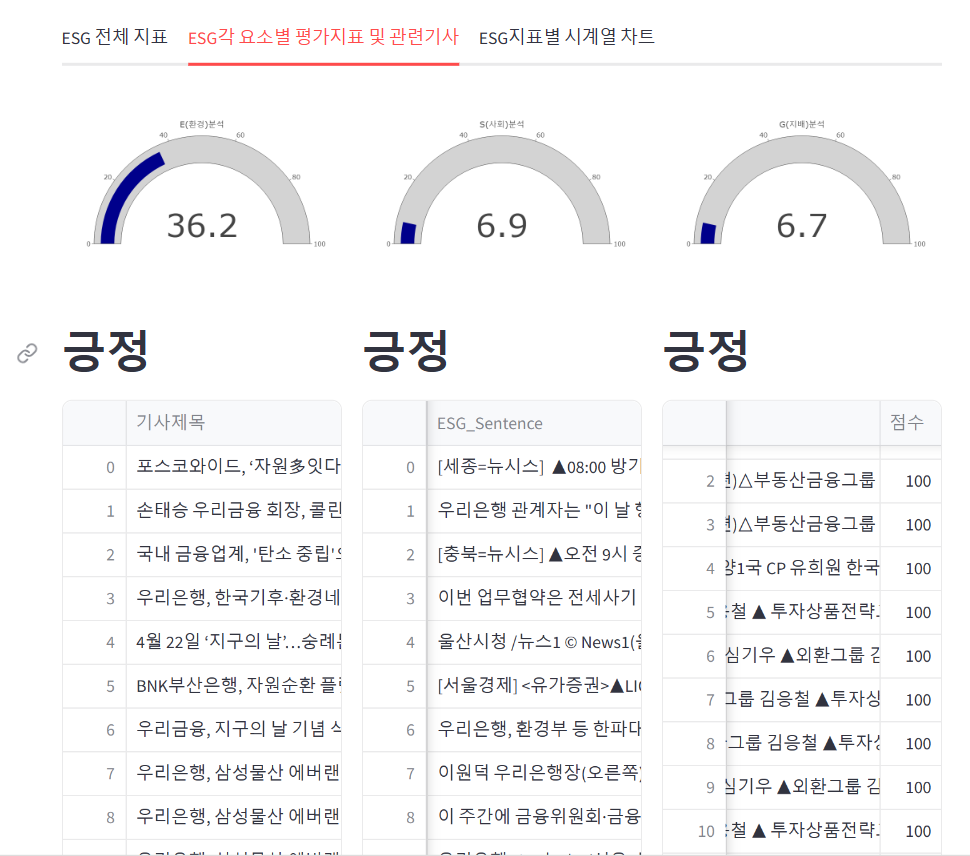 ESG 전체 지표 ESG각 요소별 평가지표 및 관련기사 ESG지표별 시계열 차트
E(환경)분석
0 20 40 60 80 100
36.2
S(사회)분석
0 20 40 60 80 100
6.9
G(지배)분석
0 20 40 60 80 100
6.7
긍정
기사제목
0 포스코와이드, ‘자원多잇다
1 손태승 우리금융 회장, 콜린
2 국내 금융업계, '탄소 중립'
3 우리은행, 한국기후·환경네
4 4월 22일 ‘지구의 날’…숭례
5 BNK부산은행, 자원순환 플
6 우리금융, 지구의 날 기념 식
7 우리은행, 삼성물산 에버랜
8 우리은행, 삼성물산 에버랜
긍정
ESG_Sentence
0 [세종=뉴시스] ▲08:00 방기
1 우리은행 관계자는 "이 날
2 [충북=뉴시스] ▲오전 9시
3 이번 업무협약은 전세사기
4 울산시청 /뉴스1 © News1(
5 [서울경제] <유가증권>▲
6 우리은행, 환경부 등 한파대
7 이원덕 우리은행장(오른쪽)
8 이 주간에 금융위원회·금융
긍정
점수
2 )△부동산금융그룹 100
3 )△부동산금융그룹 100
4 1국 CP 유희원 한국 100
5 철 ▲ 투자상품전략 100
6 심기우 ▲외환그룹 김 100
7 그룹 김응철 ▲투자상 100
8 그룹 김응철 ▲투자상 100
9 심기우 ▲외환그룹 김 100
10 철 ▲ 투자상품전략 100